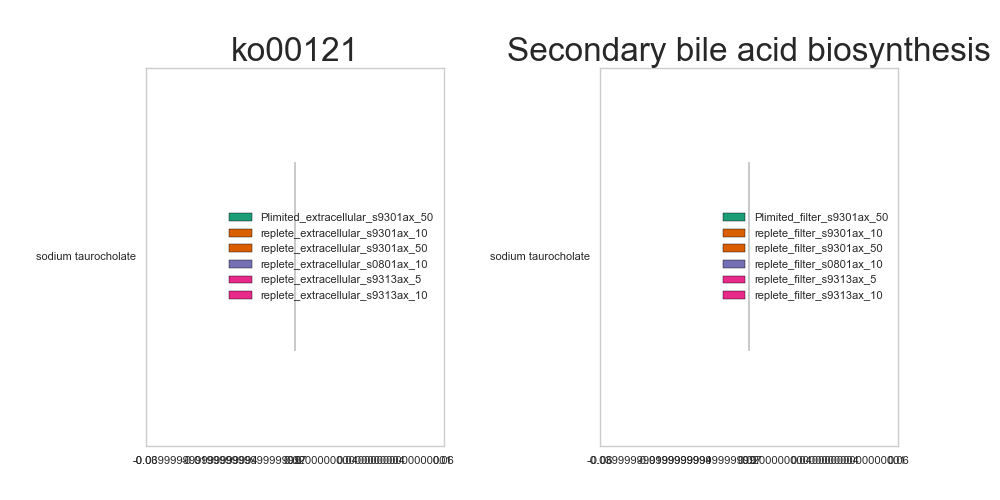 ko00121
Secondary bile acid biosynthesis
sodium taurocholate
Plimited_extracellular_s9301ax_50
replete_extracellular_s9301ax_10
replete_extracellular_s9301ax_50
replete_extracellular_s0801ax_10
replete_extracellular_s9313ax_5
replete_extracellular_s9313ax_10
sodium taurocholate
Plimited_filter_s9301ax_50
replete_filter_s9301ax_10
replete_filter_s9301ax_50
replete_filter_s0801ax_10
replete_filter_s9313ax_5
replete_filter_s9313ax_10